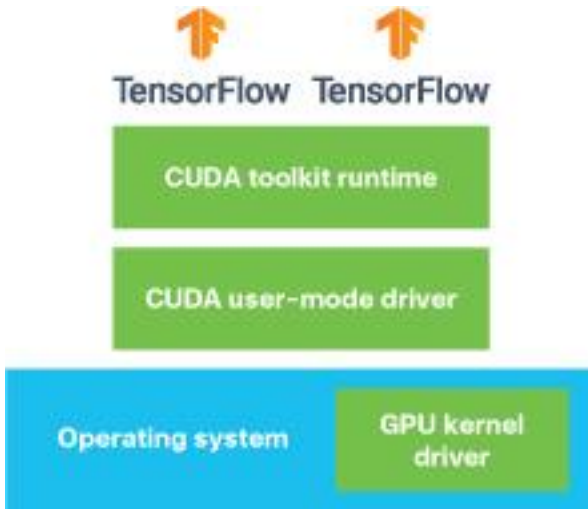 TensorFlow TensorFlow
CUDA toolkit runtime
CUDA user-mode driver
Operating system
GPU kernel
driver